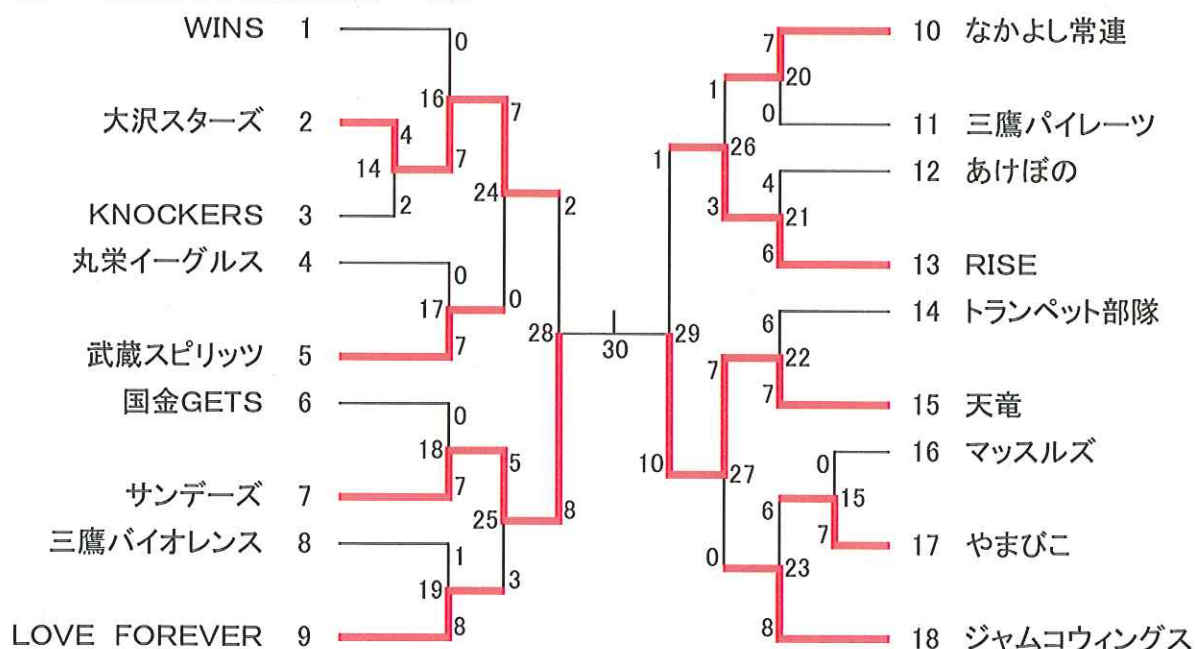 WINS 1
0
16
7
大沢スターズ 2
4
14
7
24
2
KNOCKERS 3
2
丸栄イーグルス 4
0
17
0
武蔵スピリッツ 5
7
28
国金GETS 6
0
18
5
サンデーズ 7
7
25
8
三鷹バイオレンス 8
1
19
3
LOVE FOREVER 9
8
30
7
10 なかよし常連
1
20
0
11 三鷹パイレーツ
1
26
4
12 あけぼの
3
21
6
13 RISE
6
14 トランペット部隊
29
7
22
7
15 天竜
10
27
0
16 マッスルズ
6
15
7
17 やまびこ
0
23
8
18 ジャムコウィングス